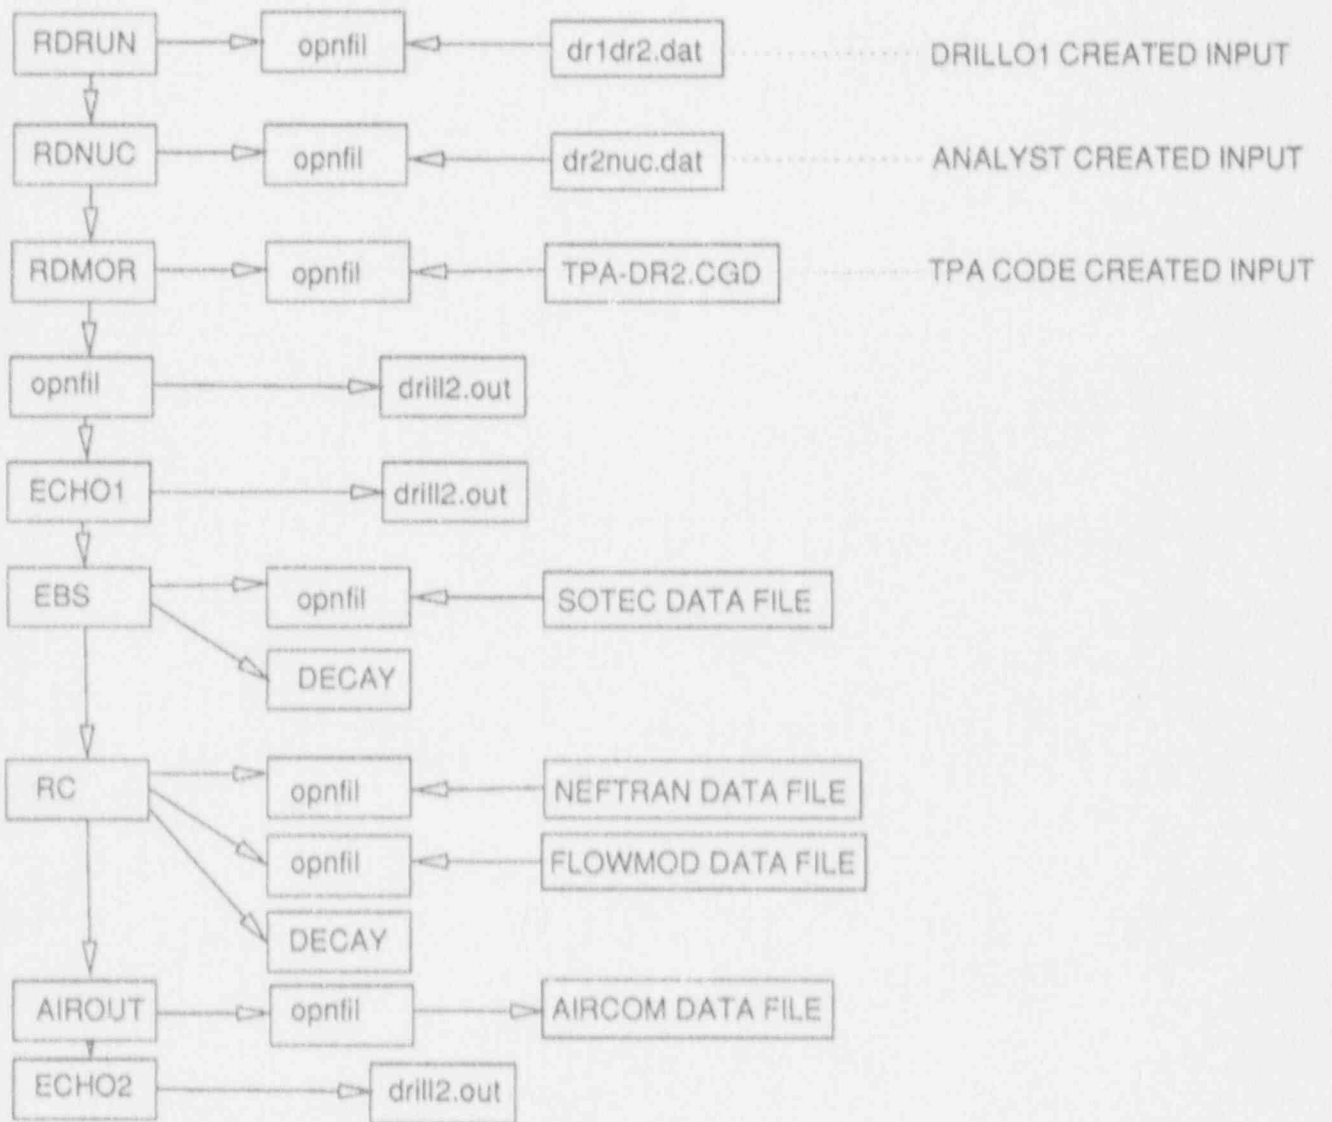 RDRUN opnfil dr1dr2.dat DRILLO1 CREATED INPUT
RDNUC opnfil dr2nuc.dat ANALYST CREATED INPUT
RDMOR opnfil TPA-DR2.CGD TPA CODE CREATED INPUT
opnfil drill2.out
ECHO1 drill2.out
EBS opnfil SOTEC DATA FILE
DECAY
RC opnfil NEFTRAN DATA FILE
opnfil FLOWMOD DATA FILE
DECAY
AIROUT opnfil AIRCOM DATA FILE
ECHO2 drill2.out